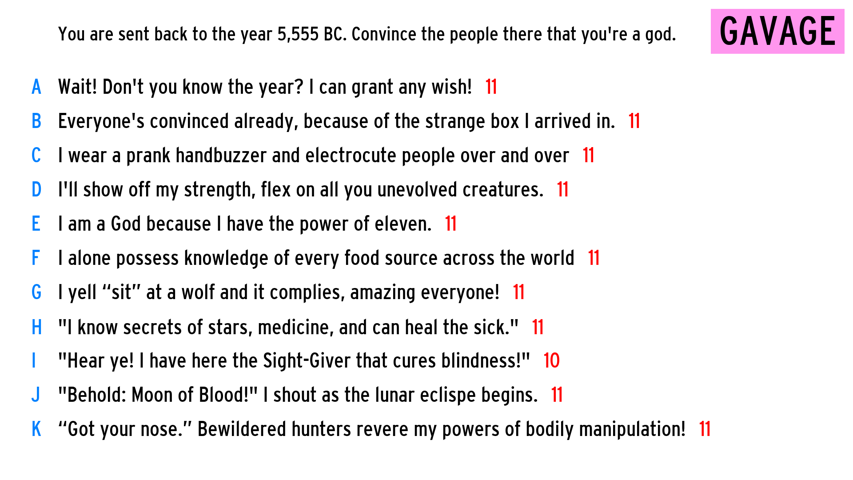 You are sent back to the year 5,555 BC. Convince the people there that you're a god.
GAVAGE
A Wait! Don't you know the year? I can grant any wish! 11
B Everyone's convinced already, because of the strange box I arrived in. 11
C I wear a prank handbuzzer and electrocute people over and over 11
D I'll show off my strength, flex on all you unevolved creatures. 11
E I am a God because I have the power of eleven. 11
F I alone possess knowledge of every food source across the world 11
G I yell “sit” at a wolf and it complies, amazing everyone! 11
H "I know secrets of stars, medicine, and can heal the sick." 11
I "Hear ye! I have here the Sight-Giver that cures blindness!" 10
J "Behold: Moon of Blood!" I shout as the lunar eclispe begins. 11
K “Got your nose.” Bewildered hunters revere my powers of bodily manipulation! 11